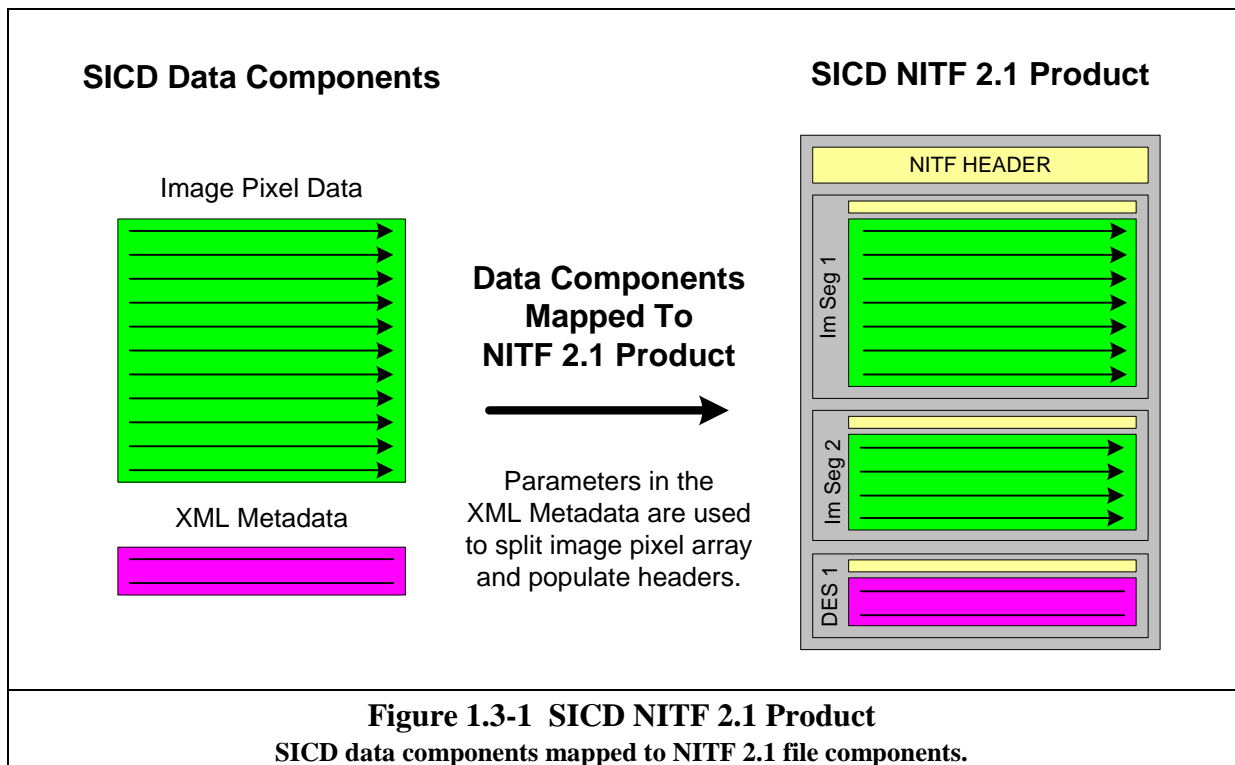 SICD Data Components
SICD NITF 2.1 Product
Image Pixel Data
XML Metadata
Data Components
Mapped To
NITF 2.1 Product
Parameters in the
XML Metadata are used
to split image pixel array
and populate headers.
NITF HEADER
Im Seg 1
Im Seg 2
DES 1
Figure 1.3-1 SICD NITF 2.1 Product
SICD data components mapped to NITF 2.1 file components.